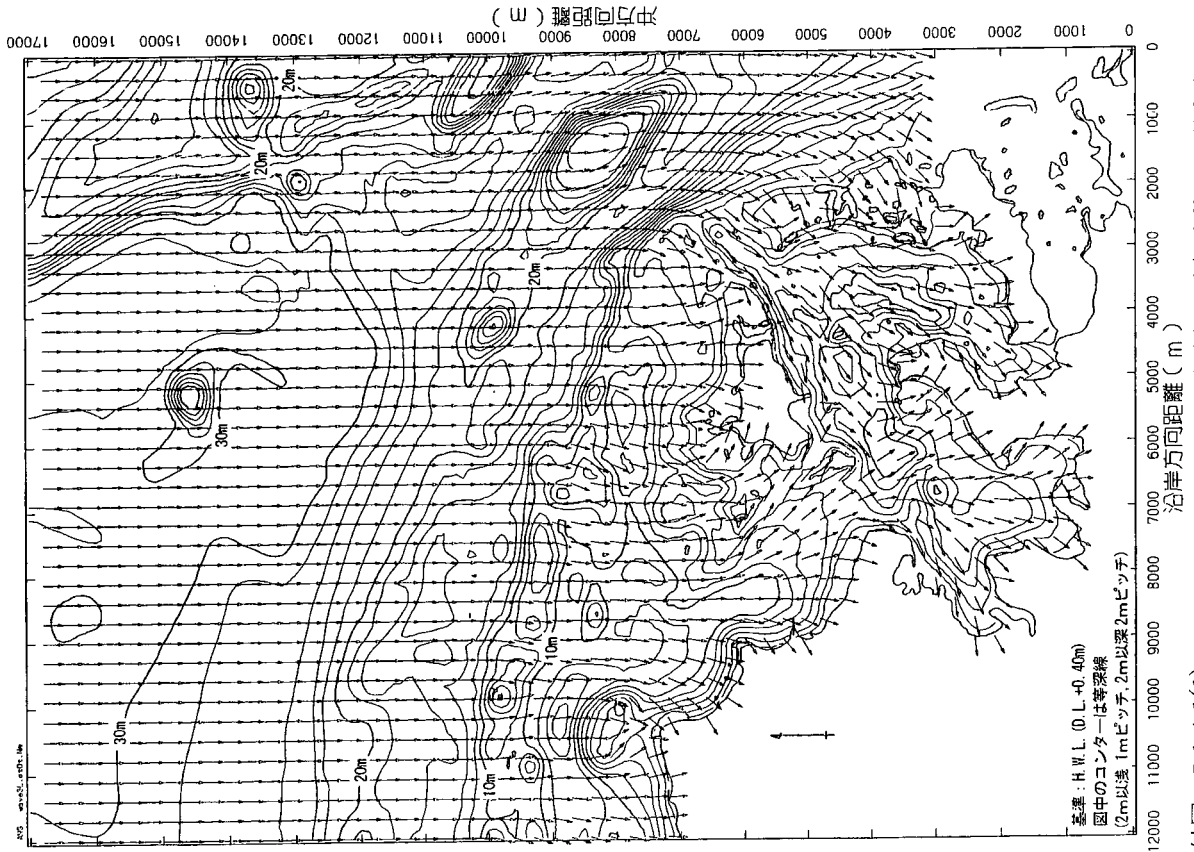 沖方向距離 ( m )
17000 16000 15000 14000 13000 12000 11000 10000 9000 8000 7000 6000 5000 4000 3000 2000 1000 0
20m
20m
20m
30m
30m
20m
10m
10m
基準 : H.W.L. (D.L.+0.40m)
図中のコンターは等深線
(2m以浅 1mピッチ, 2m以深 2mピッチ)
12000 11000 10000 9000 8000 7000 6000 5000 4000 3000 2000 1000 0
沿岸方向距離 ( m )